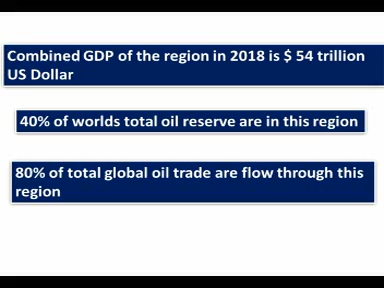 Combined GDP of the region in 2018 is $ 54 trillion
US Dollar
40% of worlds total oil reserve are in this region
80% of total global oil trade are flow through this
region